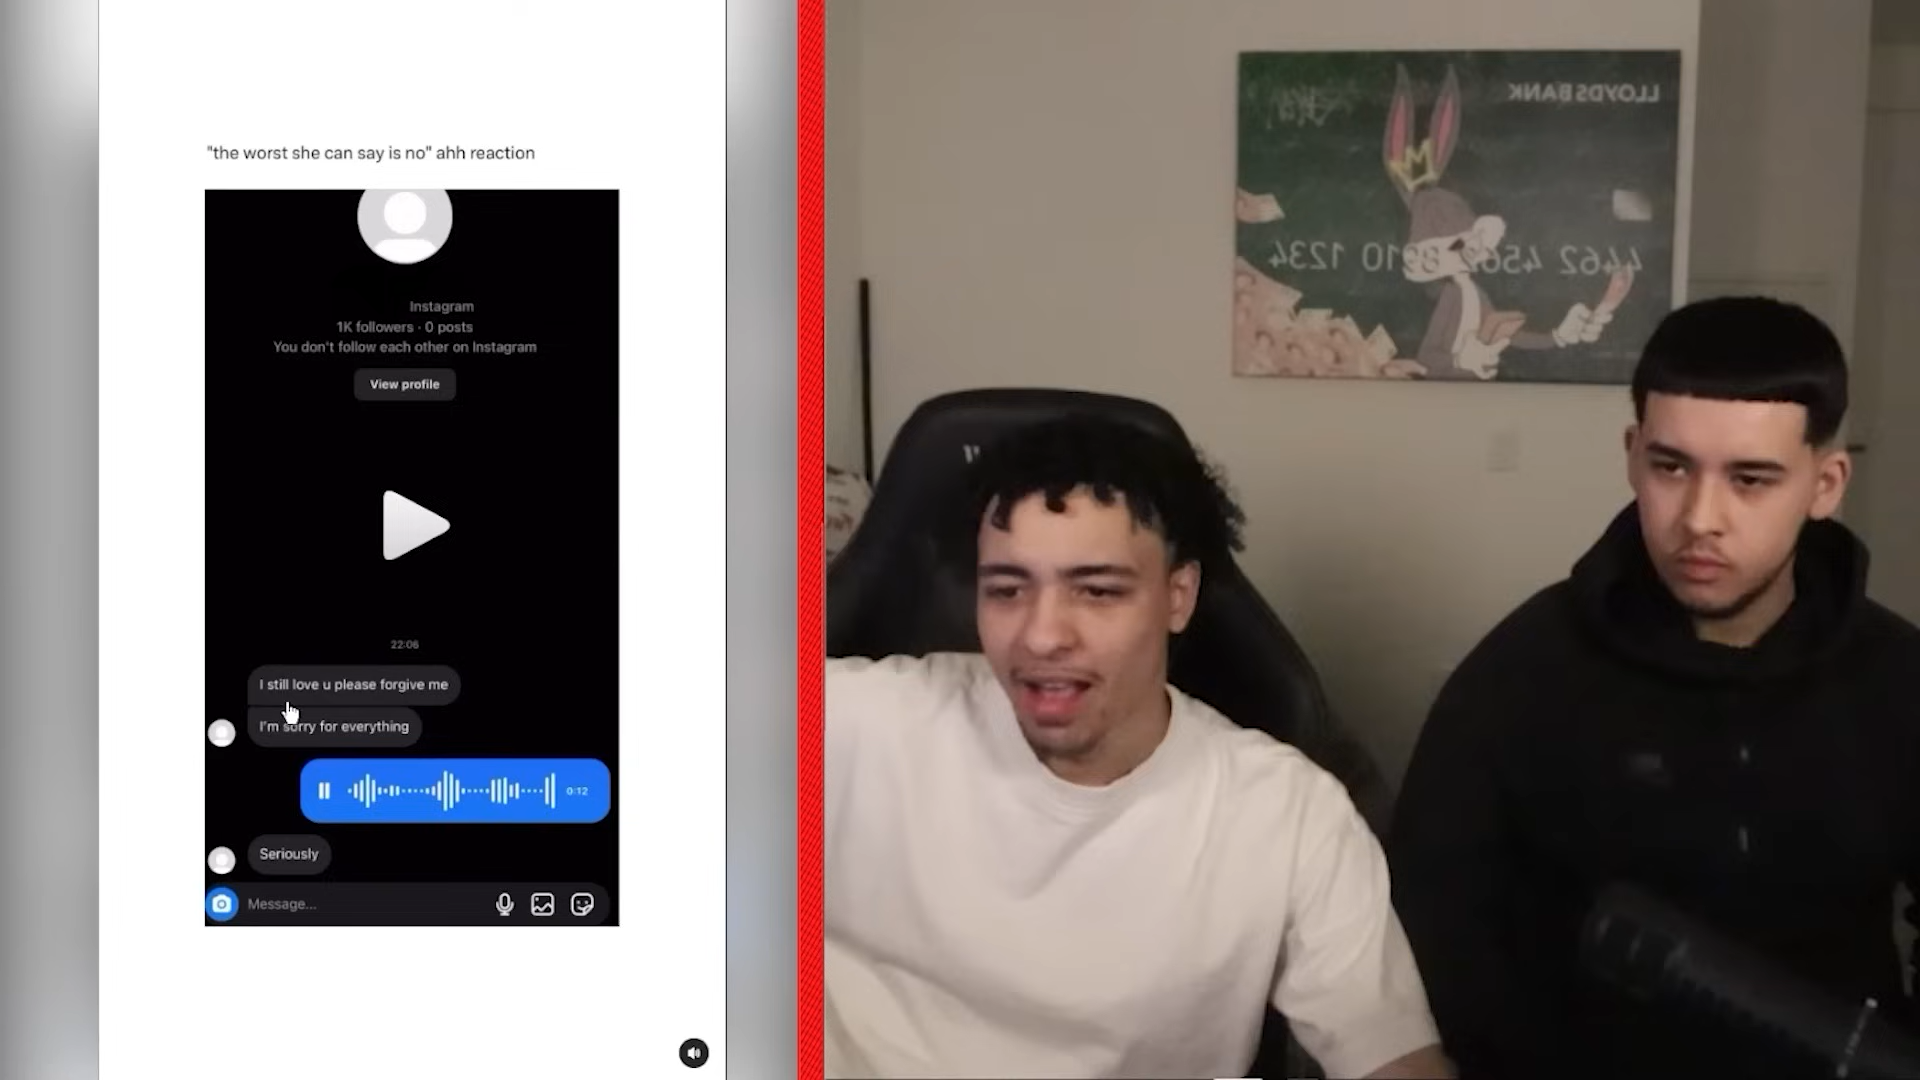 "the worst she can say is no" ahh reaction
Instagram
1K followers · 0 posts
You don't follow each other on Instagram
View profile
22:06
I still love u please forgive me
I'm sorry for everything
0:12
Seriously
Message...
LLOYDS BANK
4462 4562 8910 1234